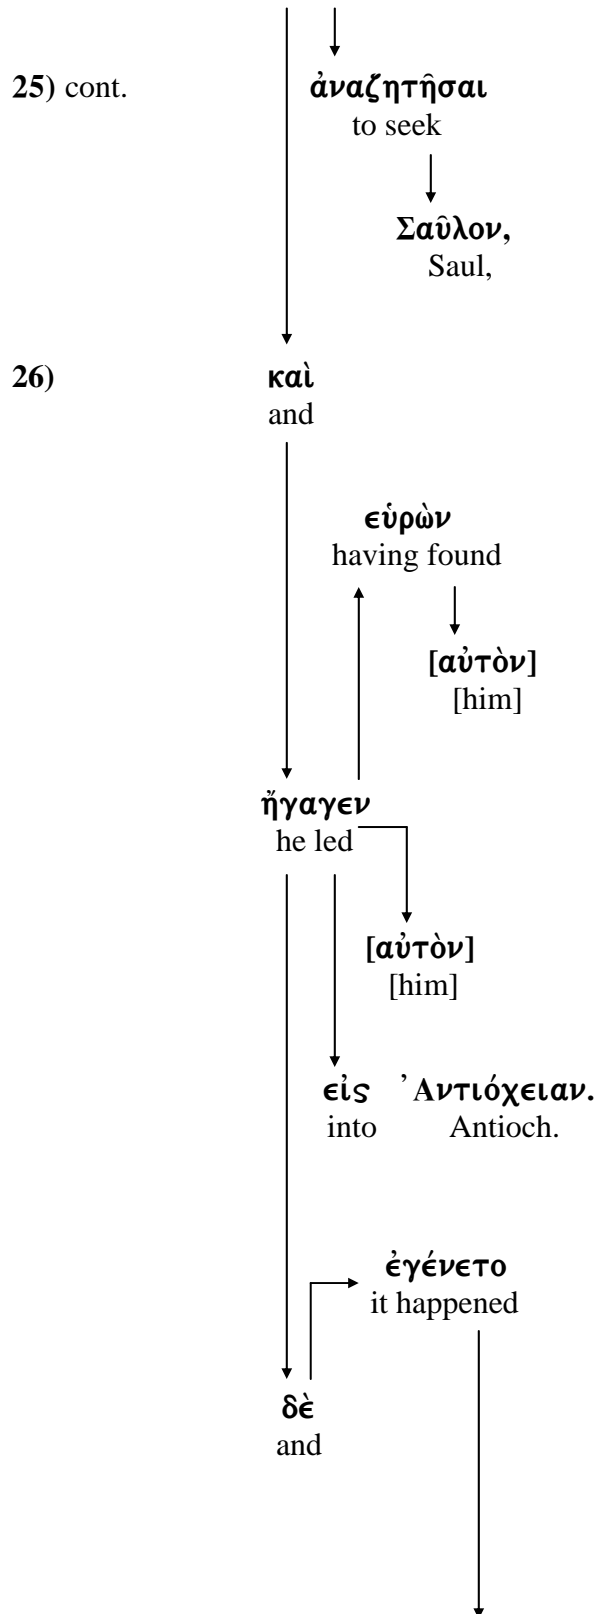 25) cont. ἀναζητῆσαι
to seek
Σαῦλον,
Saul,
26) καὶ
and
εὑρὼν
having found
[αὐτὸν]
[him]
ἤγαγεν
he led
[αὐτὸν]
[him]
εἰς Ἀντιόχειαν.
into Antioch.
ἐγένετο
it happened
δὲ
and